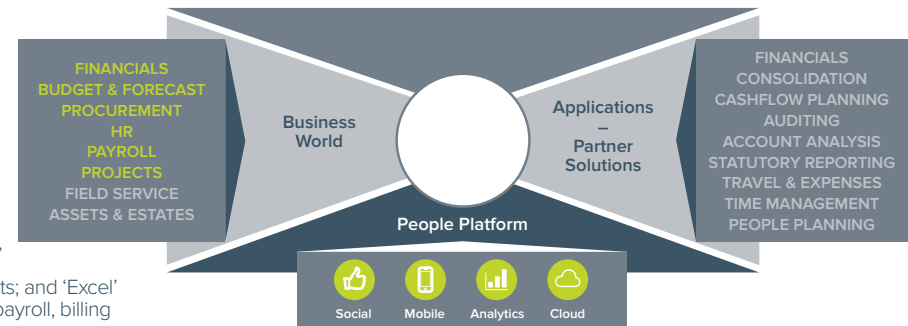 FINANCIALS
BUDGET & FORECAST
PROCUREMENT
HR
PAYROLL
PROJECTS
FIELD SERVICE
ASSETS & ESTATES
Business
World
Applications
–
Partner
Solutions
FINANCIALS
CONSOLIDATION
CASHFLOW PLANNING
AUDITING
ACCOUNT ANALYSIS
STATUTORY REPORTING
TRAVEL & EXPENSES
TIME MANAGEMENT
PEOPLE PLANNING
People Platform
Social
Mobile
Analytics
Cloud
ts; and ‘Excel’
payroll, billing